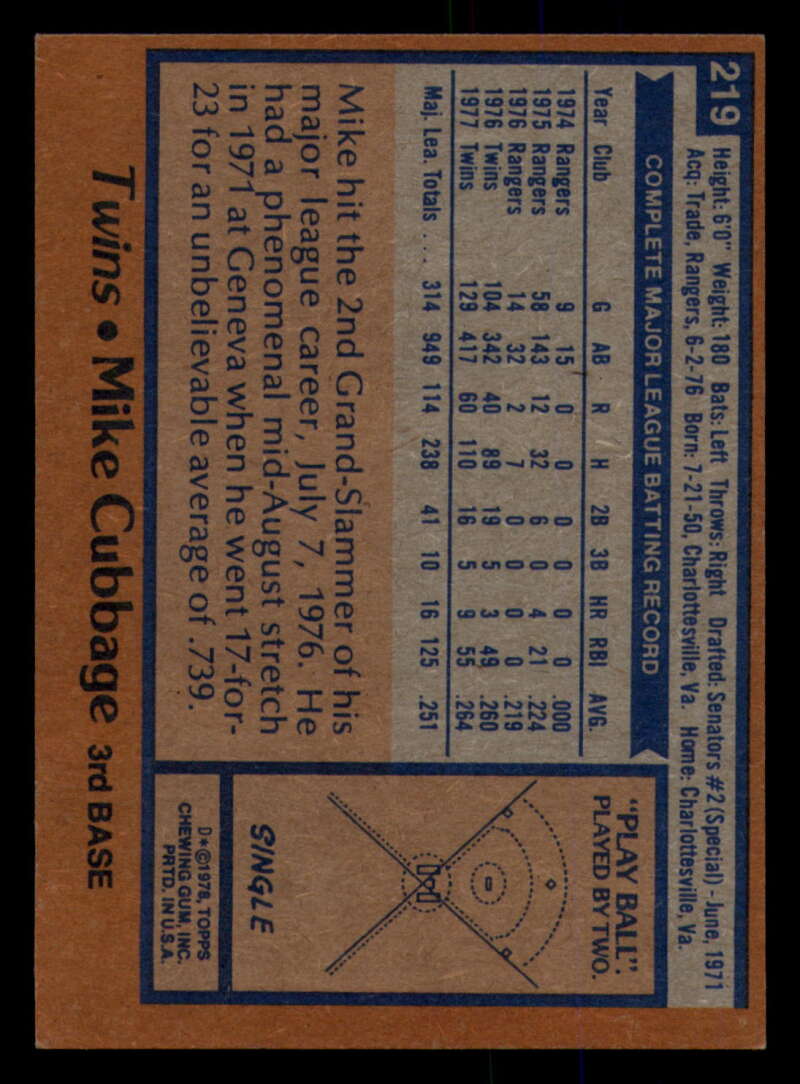 219
Height: 6'0" Weight: 180 Bats: Left Throws: Right Drafted: Senators #2 (Special) - June, 1971
Acq: Trade, Rangers, 6-2-76 Born: 7-21-50, Charlottesville, Va. Home: Charlottesville, Va.
COMPLETE MAJOR LEAGUE BATTING RECORD
Year Club G AB R H 2B 3B HR RBI AVG.
1974 Rangers 9 15 0 0 0 0 0 0 .000
1975 Rangers 58 143 12 32 6 0 4 21 .224
1976 Rangers 14 32 2 7 0 0 0 0 .219
1976 Twins 104 342 40 89 19 5 3 49 .260
1977 Twins 129 417 60 110 16 5 9 55 .264
Maj. Lea. Totals .... 314 949 114 238 41 10 16 125 .251
Mike hit the 2nd Grand-Slammer of his
major league career, July 7, 1976. He
had a phenomenal mid-August stretch
in 1971 at Geneva when he went 17-for-
23 for an unbelievable average of .739.
"PLAY BALL":
PLAYED BY TWO.
SINGLE
D*©1978, TOPPS
CHEWING GUM, INC.
PRTD. IN U.S.A.
Twins • Mike Cubbage 3rd BASE